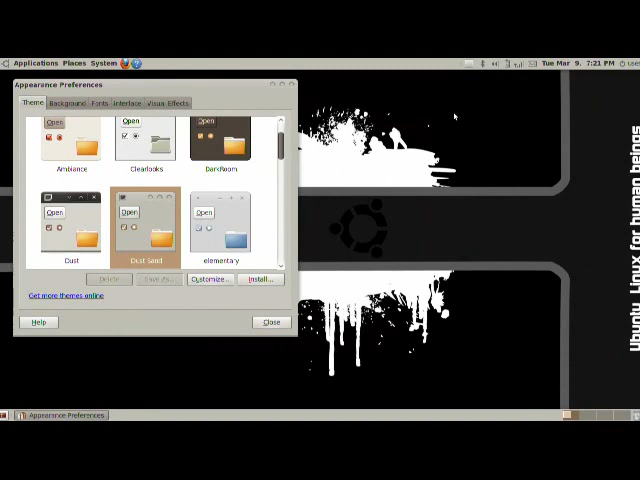 Applications Places System
Tue Mar 9, 7:21 PM
Appearance Preferences
Theme Background Fonts Interface Visual Effects
Open Open
Ambiance Clearlooks DarkRoom
Open Open Open
Dust Dust Sand elementary
Delete Save As... Customize... Install...
Get more themes online
Help Close
Ubuntu, Linux for human beings
Appearance Preferences